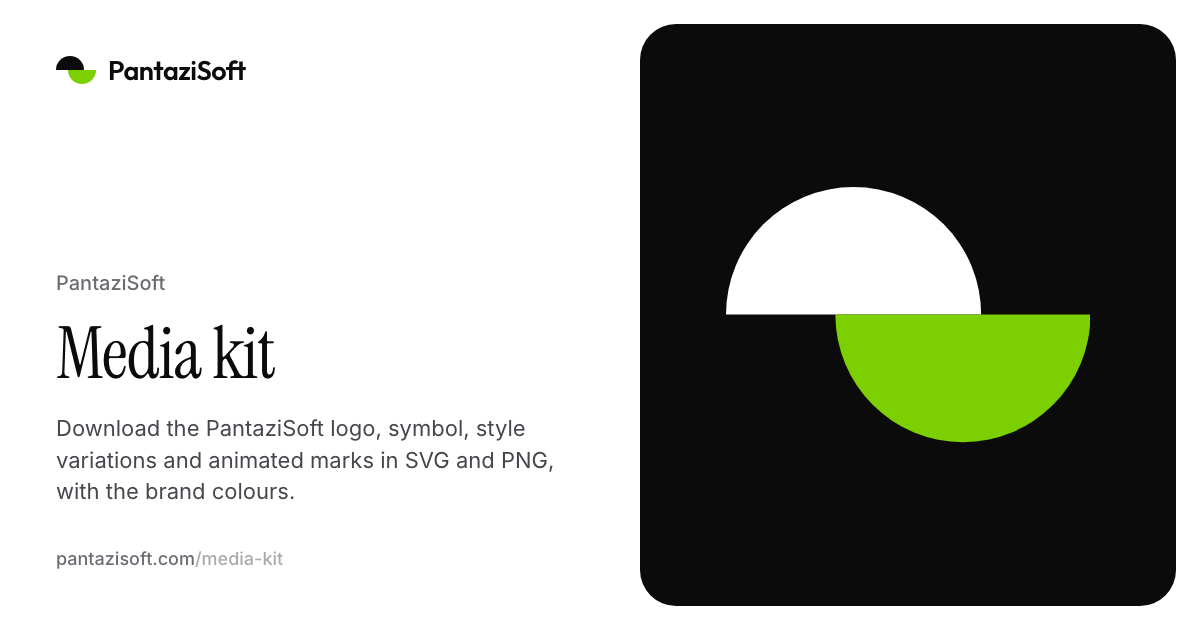 PantaziSoft
PantaziSoft
Media kit
Download the PantaziSoft logo, symbol, style
variations and animated marks in SVG and PNG,
with the brand colours.
pantazisoft.com/media-kit